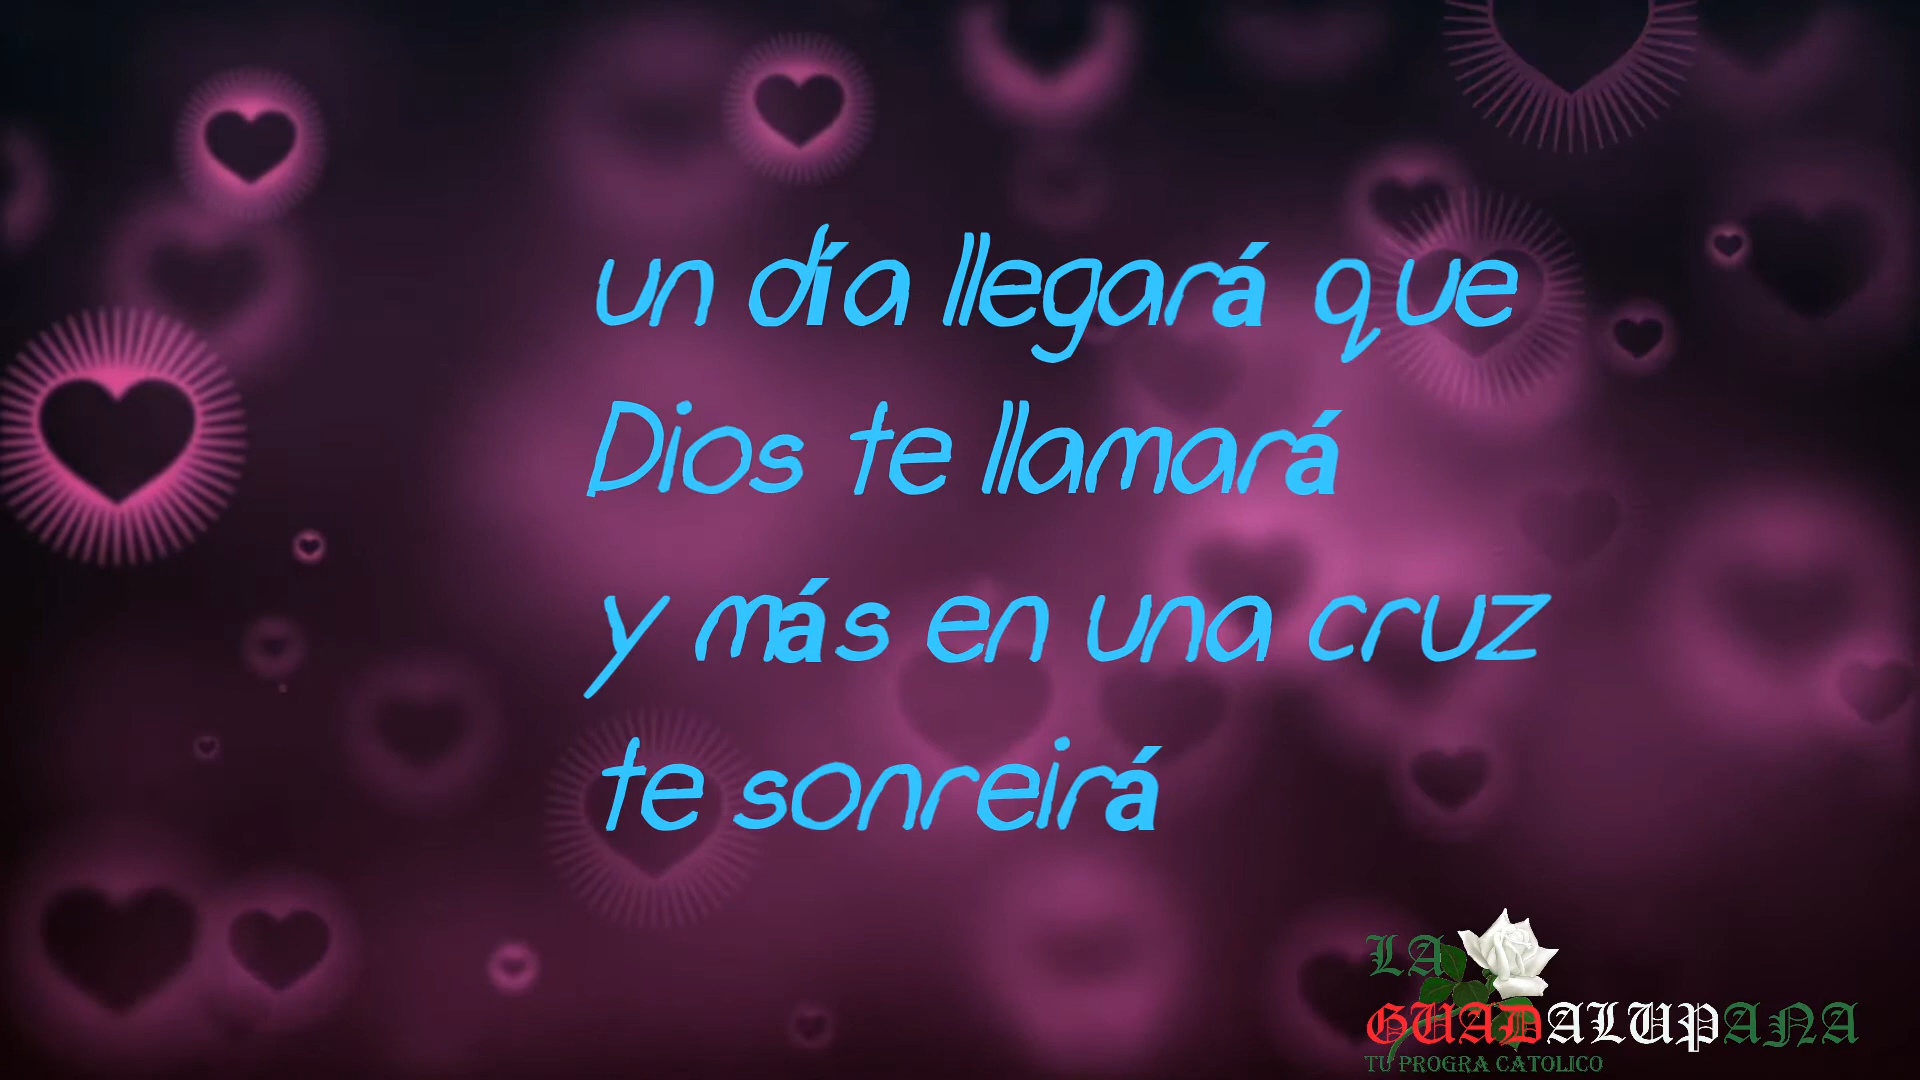 un día llegará que
Dios te llamará
y más en una cruz
te sonreirá
LA
GUADALUPANA
TU PROGRA CATOLICO